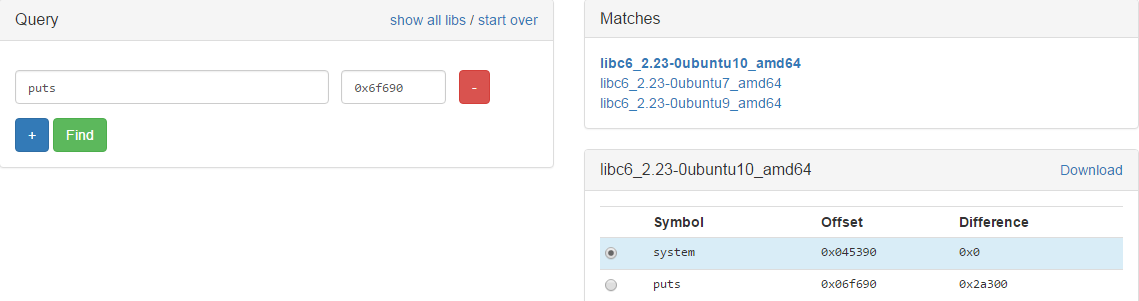 Query show all libs / start over
puts 0x6f690 -
+ Find
Matches
libc6_2.23-0ubuntu10_amd64
libc6_2.23-0ubuntu7_amd64
libc6_2.23-0ubuntu9_amd64
libc6_2.23-0ubuntu10_amd64 Download
Symbol Offset Difference
system 0x045390 0x0
puts 0x06f690 0x2a300